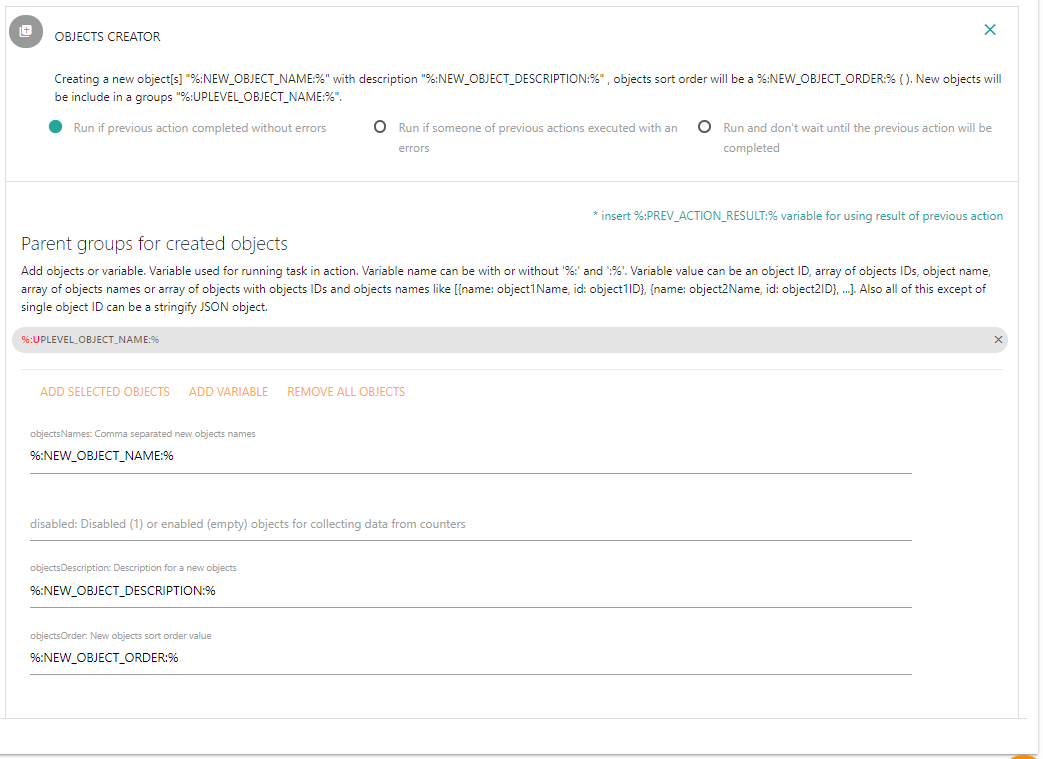 OBJECTS CREATOR
Creating a new object[s] "%:NEW_OBJECT_NAME:%" with description "%:NEW_OBJECT_DESCRIPTION:%" , objects sort order will be a %:NEW_OBJECT_ORDER:% ( ). New objects will
be include in a groups "%:UPLEVEL_OBJECT_NAME:%".
Run if previous action completed without errors
Run if someone of previous actions executed with an
errors
Run and don't wait until the previous action will be
completed
* insert %:PREV_ACTION_RESULT:% variable for using result of previous action
Parent groups for created objects
Add objects or variable. Variable used for running task in action. Variable name can be with or without '%:' and ':%'. Variable value can be an object ID, array of objects IDs, object name,
array of objects names or array of objects with objects IDs and objects names like [{name: object1Name, id: object1ID}, {name: object2Name, id: object2ID}, ...]. Also all of this except of
single object ID can be a stringify JSON object.
%:UPLEVEL_OBJECT_NAME:%
ADD SELECTED OBJECTS ADD VARIABLE REMOVE ALL OBJECTS
objectsNames: Comma separated new objects names
%:NEW_OBJECT_NAME:%
disabled: Disabled (1) or enabled (empty) objects for collecting data from counters
objectsDescription: Description for a new objects
%:NEW_OBJECT_DESCRIPTION:%
objectsOrder: New objects sort order value
%:NEW_OBJECT_ORDER:%